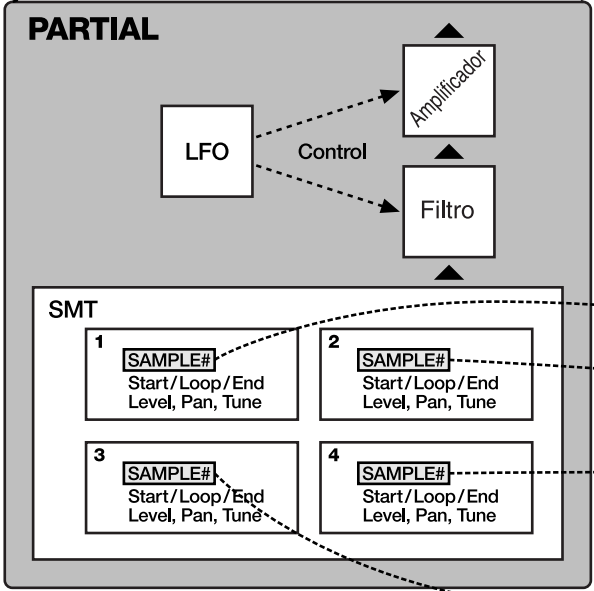 PARTIAL
Amplificador
LFO
Control
Filtro
SMT
1
SAMPLE#
Start/Loop/End
Level, Pan, Tune
2
SAMPLE#
Start/Loop/End
Level, Pan, Tune
3
SAMPLE#
Start/Loop/End
Level, Pan, Tune
4
SAMPLE#
Start/Loop/End
Level, Pan, Tune